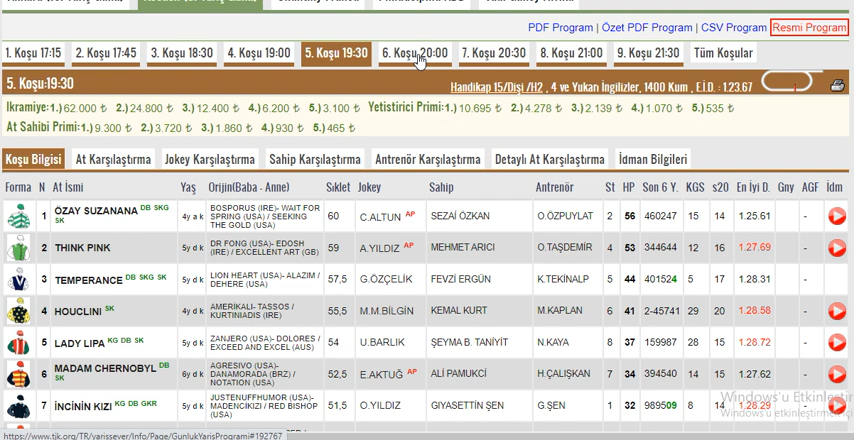 PDF Program | Özet PDF Program | CSV Program Resmi Program
1. Koşu 17:15 2. Koşu 17:45 3. Koşu 18:30 4. Koşu 19:00 5. Koşu 19:30 6. Koşu 20:00 7. Koşu 20:30 8. Koşu 21:00 9. Koşu 21:30 Tüm Koşular
5. Koşu:19:30 Handikap 15/Dişi /H2 , 4 ve Yukarı İngilizler, 1400 Kum , E.İ.D. : 1.23.67
Ikramiye: 1.) 62.000 ₺ 2.) 24.800 ₺ 3.) 12.400 ₺ 4.) 6.200 ₺ 5.) 3.100 ₺ Yetistirici Primi: 1.) 10.695 ₺ 2.) 4.278 ₺ 3.) 2.139 ₺ 4.) 1.070 ₺ 5.) 535 ₺
At Sahibi Primi: 1.) 9.300 ₺ 2.) 3.720 ₺ 3.) 1.860 ₺ 4.) 930 ₺ 5.) 465 ₺
Koşu Bilgisi At Karşılaştırma Jokey Karşılaştırma Sahip Karşılaştırma Antrenör Karşılaştırma Detaylı At Karşılaştırma İdman Bilgileri
Forma N At İsmi Yaş Orijin(Baba - Anne) Sıklet Jokey Sahip Antrenör St HP Son 6 Y. KGS s20 En İyi D. Gny AGF İdm
1 ÖZAY SUZANANA DB SKG SK 4y a k BOSPORUS (IRE)- WAIT FOR SPRING (USA) / SEEKING THE GOLD (USA) 60 C.ALTUN AP SEZAİ ÖZKAN O.ÖZPUYLAT 2 56 460247 15 14 1.25.61 -
2 THINK PINK 5y d k DR FONG (USA)- EDOSH (IRE) / EXCELLENT ART (GB) 59 A.YILDIZ AP MEHMET ARICI O.TAŞDEMİR 4 53 344644 12 16 1.27.69 -
3 TEMPERANCE DB SKG SK 5y d k LION HEART (USA)- ALAZIM / DEHERE (USA) 57,5 G.ÖZÇELİK FEVZİ ERGÜN K.TEKİNALP 5 44 401524 5 17 1.28.31 -
4 HOUCLINI SK 4y d k AMERİKALI- TASSOS / KURTINIADIS (IRE) 55,5 M.M.BİLGİN KEMAL KURT M.KAPLAN 6 41 2-45741 29 20 1.28.58 -
5 LADY LIPA KG DB SK 5y d k ZANJERO (USA)- DOLORES / EXCEED AND EXCEL (AUS) 54 U.BARLIK ŞEYMA B. TANİYİT N.KAYA 8 37 159987 28 15 1.28.72 -
6 MADAM CHERNOBYL DB SK 6y d k AGRESIVO (USA)- DANAMORADA (BRZ) / NOTATION (USA) 52,5 E.AKTUĞ AP ALİ PAMUKCİ H.ÇALIŞKAN 7 34 394540 14 15 1.27.62 -
7 İNCİNİN KIZI KG DB GKR 5y d k JUSTENUFFHUMOR (USA)- MADENCİKIZI / RED BISHOP (USA) 51,5 O.YILDIZ GIYASETTİN ŞEN G.ŞEN 1 32 989509 8 14 1.28.29 -
Windows'u Etkinleştir
Windows'u etkinleştirmek içi
https://www.tjk.org/TR/yarissever/Info/Page/GunlukYarisProgrami#192767